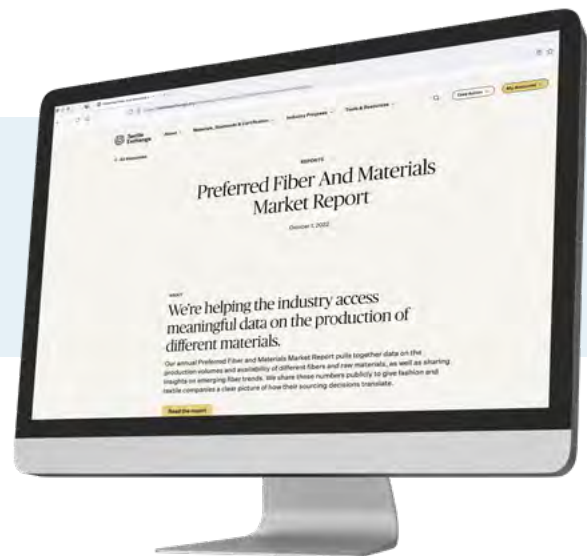 Textile
Exchange
About
Materials, Standards & Certification
Industry Progress
Tools & Resources
Take Action
My Account
All Resources
REPORTS
Preferred Fiber And Materials
Market Report
October 1, 2022
WHAT
We're helping the industry access
meaningful data on the production of
different materials.
Our annual Preferred Fiber and Materials Market Report pulls together data on the
production volumes and availability of different fibers and raw materials, as well as sharing
insights on emerging fiber trends. We share those numbers publicly to give fashion and
textile companies a clear picture of how their sourcing decisions translate.
Read the report